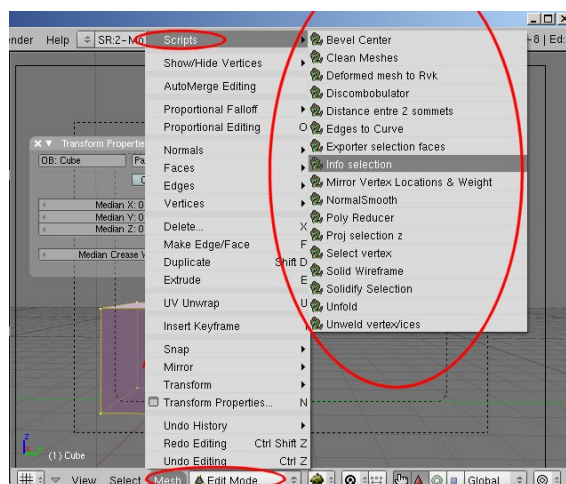 nder Help SR:2-Mo
-8 | Ed:
Scripts
Show/Hide Vertices
AutoMerge Editing
Proportional Falloff
Proportional Editing O
Normals
Faces
Edges
Vertices
Delete... X
Make Edge/Face F
Duplicate Shift D
Extrude E
UV Unwrap U
Insert Keyframe I
Snap
Mirror
Transform
Transform Properties... N
Undo History
Redo Editing Ctrl Shift Z
Undo Editing Ctrl Z
Bevel Center
Clean Meshes
Deformed mesh to Rvk
Discombobulator
Distance entre 2 sommets
Edges to Curve
Exporter selection faces
Info selection
Mirror Vertex Locations & Weight
NormalSmooth
Poly Reducer
Proj selection z
Select vertex
Solid Wireframe
Solidify Selection
Unfold
Unweld vertex/ices
Transform Propertie
OB: Cube Pa
Median X: 0
Median Y: 0
Median Z: 0
Median Crease W
z
(1) Cube
View Select Mesh Edit Mode Global